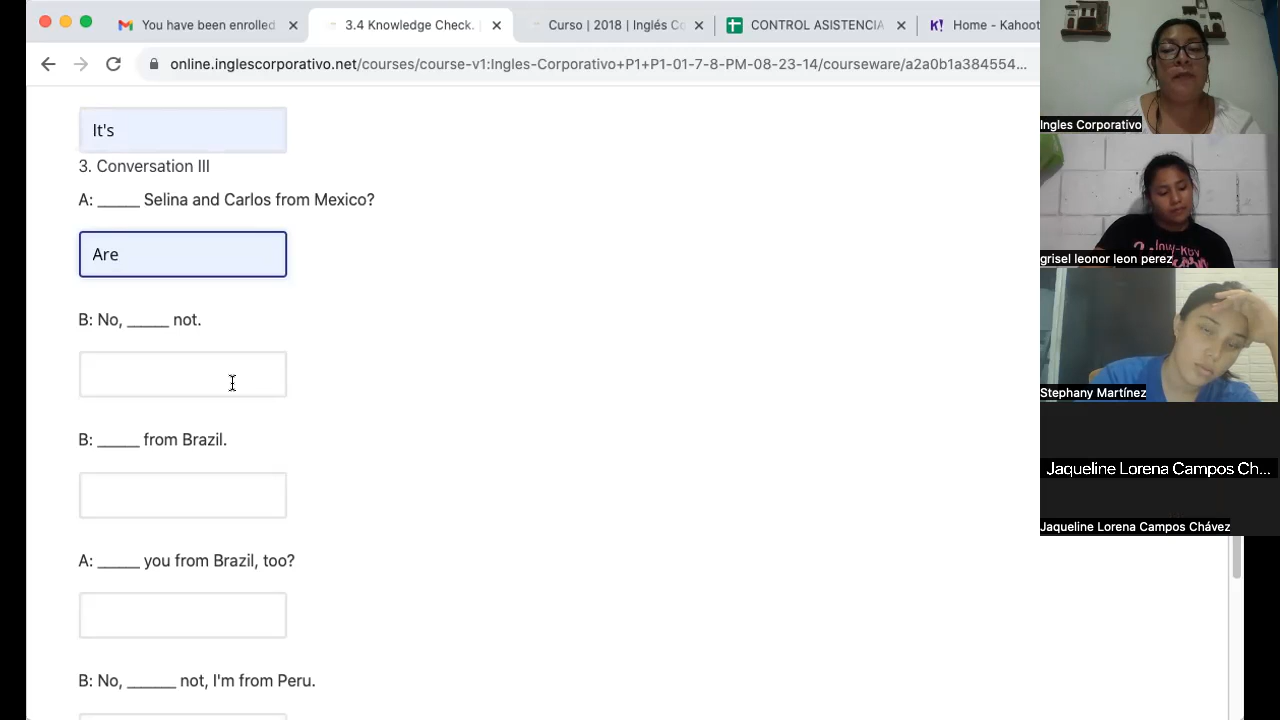 You have been enrolled
3.4 Knowledge Check.
Curso | 2018 | Inglés Co
CONTROL ASISTENCIA
K! Home - Kahoot
online.inglescorporativo.net/courses/course-v1:Ingles-Corporativo+P1+P1-01-7-8-PM-08-23-14/courseware/a2a0b1a384554...
It's
3. Conversation III
A: _____ Selina and Carlos from Mexico?
Are
B: No, _____ not.
B: _____ from Brazil.
A: _____ you from Brazil, too?
B: No, ______ not, I'm from Peru.
Ingles Corporativo
LOW-KEY
grisel leonor leon perez
Stephany Martínez
Jaqueline Lorena Campos Ch...
Jaqueline Lorena Campos Chávez